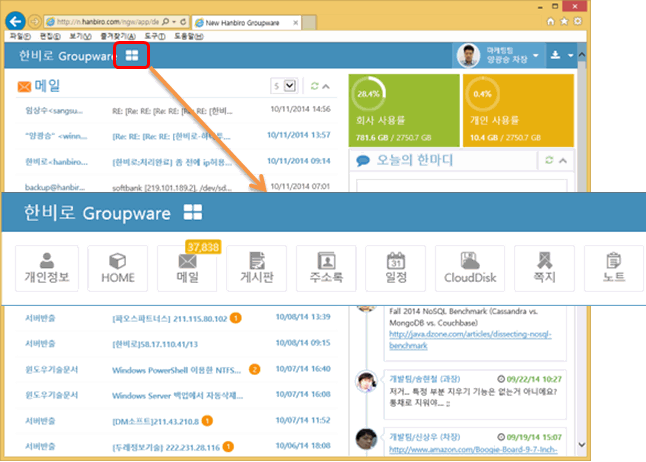 http://n.hanbiro.com/ngw/app/de
New Hanbiro Groupware
파일(F) 편집(E) 보기(V) 즐겨찾기(A) 도구(T) 도움말(H)
한비로 Groupware
마케팅팀
양광승 차장
메일
5
임상수<sangsu... RE: [Re: RE: [Re: RE: [Re: RE: [한비... 10/11/2014 14:56
"양광승" <winn... [Re: RE: [Re: RE: [한비로-하 10/11/2014 13:57
한비로<hanbiro... [한비로:처리완료] 흠 전에 ip허용... 10/11/2014 09:14
backup@hanbiro... softbank [219.101.189.2], /dev/sd... 10/11/2014 07:01
28.4%
회사 사용률
781.6 GB / 2750.7 GB
0.4%
개인 사용률
10.4 GB / 2750.7 GB
오늘의 한마디
한비로 Groupware
37,838
개인정보 HOME 메일 게시판 주소록 일정 CloudDisk 쪽지 노트
31
서버반출 [파오스파트너스] 211.115.80.102 1 10/08/14 13:39
서버반출 [한비로]58.17.110.41/13 10/08/14 09:15
윈도우기술문서 Windows PowerShell 이용한 NTFS... 2 10/07/14 16:40
윈도우기술문서 Windows Server 백업에서 자동삭제... 10/07/14 16:08
서버반출 [DM소프트]211.43.210.8 1 10/07/14 11:52
서버반출 [두레정보기술] 222.231.28.116 1 10/06/14 18:08
Fall 2014 NoSQL Benchmark (Cassandra vs.
MongoDB vs. Couchbase)
http://java.dzone.com/articles/dissecting-nosql-
benchmark
개발팀/송현철 (과장) 09/22/14 10:27
저거... 특정 부분 지우기 기능은 없는거 아니예요?
통채로 지워야... ;;
개발팀/신상우 (차장) 09/19/14 15:07
http://www.amazon.com/Boogie-Board-9-7-Inch-